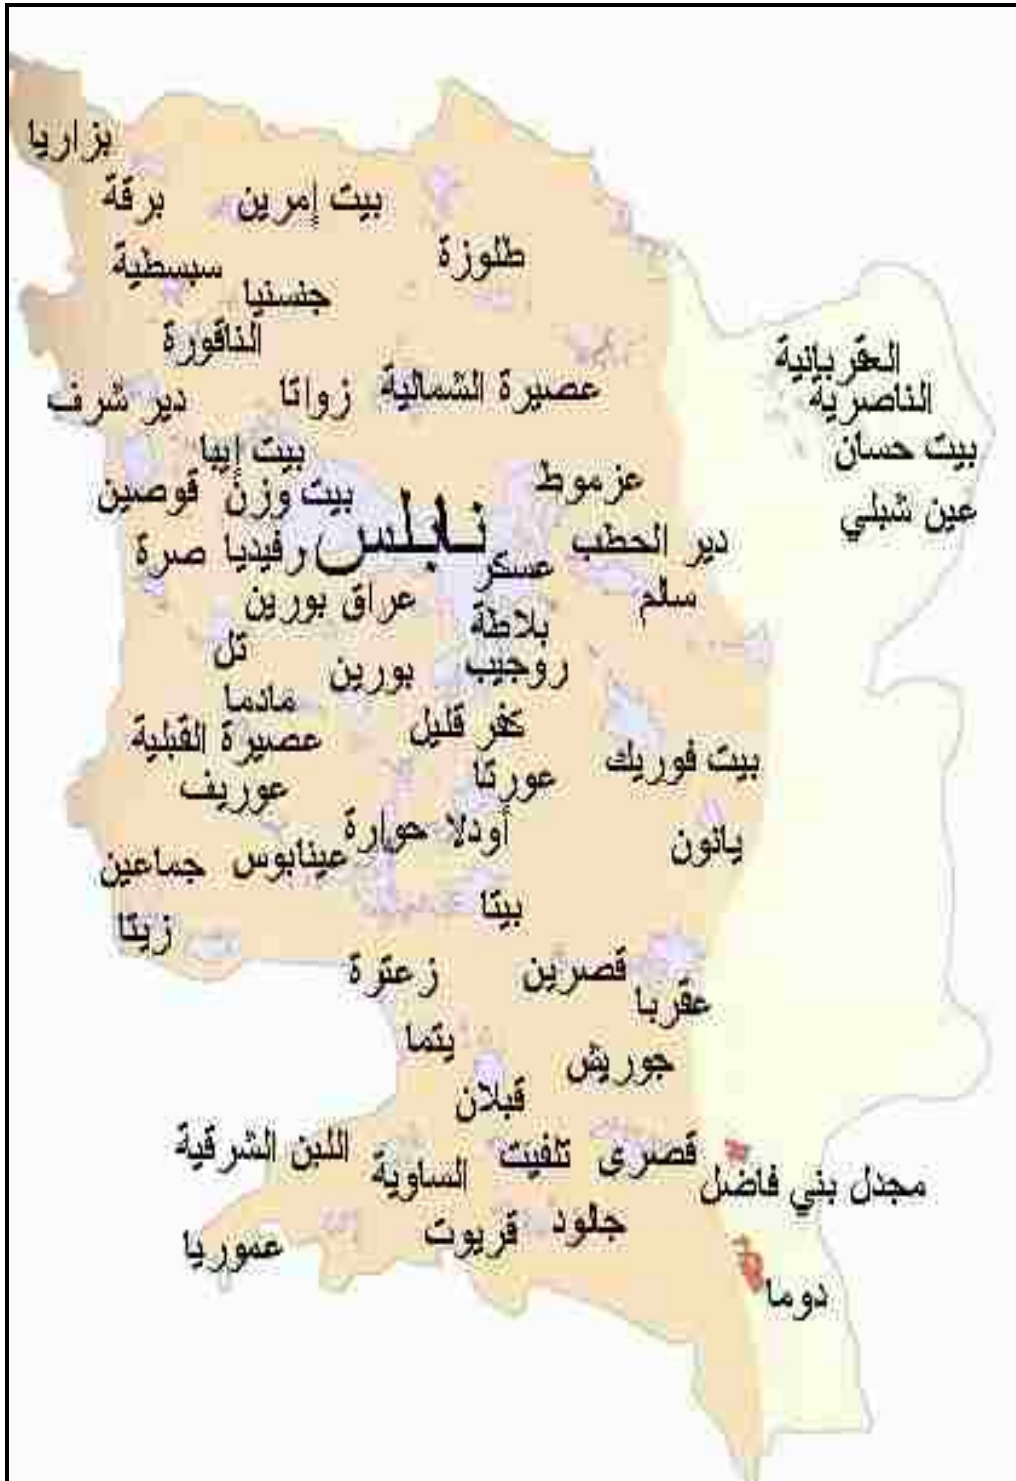 بزاريا
برقة
بيت إمرين
طلوزة
سبسطية
جنسنيا
الناقورة
العقربانية
الناصرية
عصيرة الشمالية
زواتا
دير شرف
بيت حسان
بيت إيبا
عزموط
بيت وزن
قوصين
عين شبلي
نابلس
دير الحطب
رفيديا
صرة
عسكر
سالم
عراق بورين
بلاطة
تل
روجيب
بورين
مادما
كفر قليل
عصيرة القبلية
بيت فوريك
عورتا
عوريف
أودلا
حوارة
يانون
عينابوس
جماعين
بيتا
زيتا
قصرين
زعترة
عقربا
يتما
جوريش
قبلان
اللبن الشرقية
قصرى
تلفيت
الساوية
مجدل بني فاضل
جالود
قريوت
عموريا
دوما